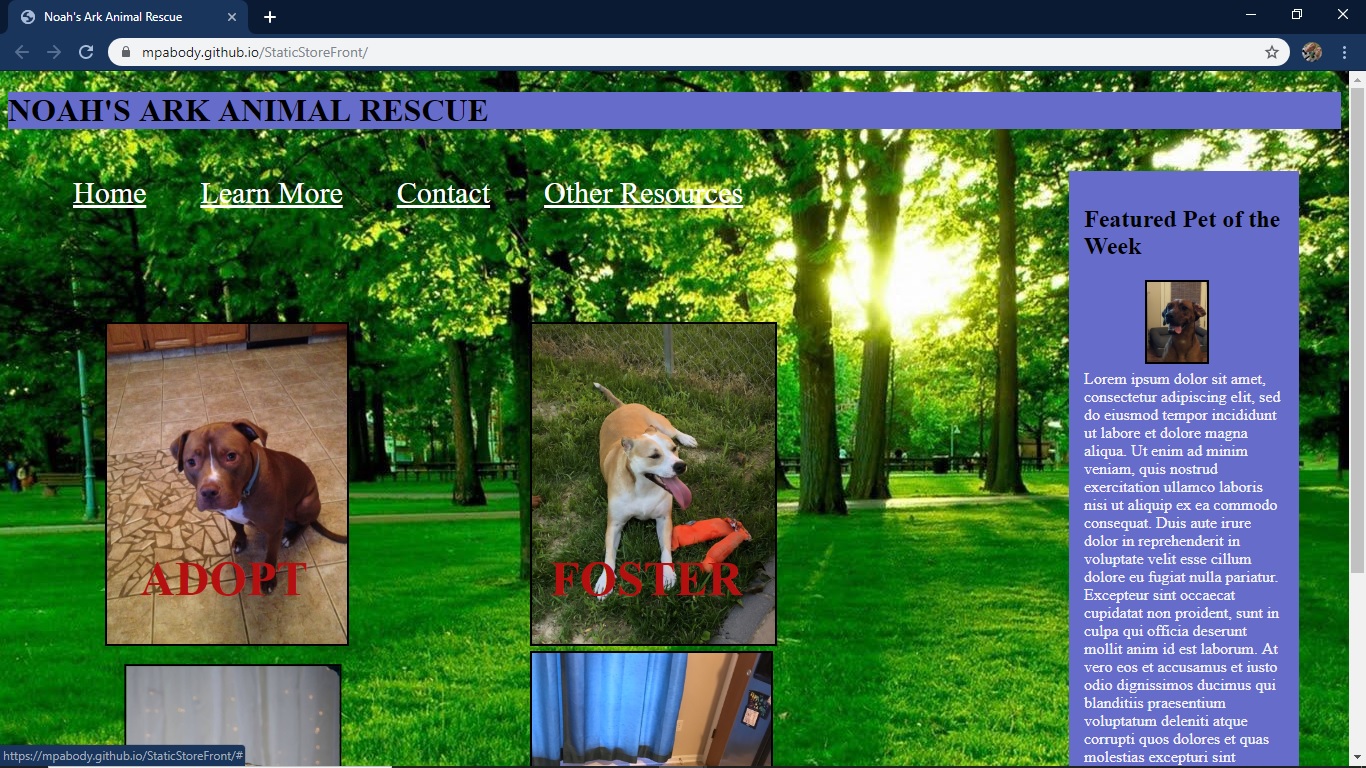 Noah's Ark Animal Rescue
mpabody.github.io/StaticStoreFront/
NOAH'S ARK ANIMAL RESCUE
Home Learn More Contact Other Resources
Featured Pet of the
Week
Lorem ipsum dolor sit amet,
consectetur adipiscing elit, sed
do eiusmod tempor incididunt
ut labore et dolore magna
aliqua. Ut enim ad minim
veniam, quis nostrud
exercitation ullamco laboris
nisi ut aliquip ex ea commodo
consequat. Duis aute irure
dolor in reprehenderit in
voluptate velit esse cillum
dolore eu fugiat nulla pariatur.
Excepteur sint occaecat
cupidatat non proident, sunt in
culpa qui officia deserunt
mollit anim id est laborum. At
vero eos et accusamus et iusto
odio dignissimos ducimus qui
blanditiis praesentium
voluptatum deleniti atque
corrupti quos dolores et quas
molestias excepturi sint
ADOPT FOSTER
https://mpabody.github.io/StaticStoreFront/#